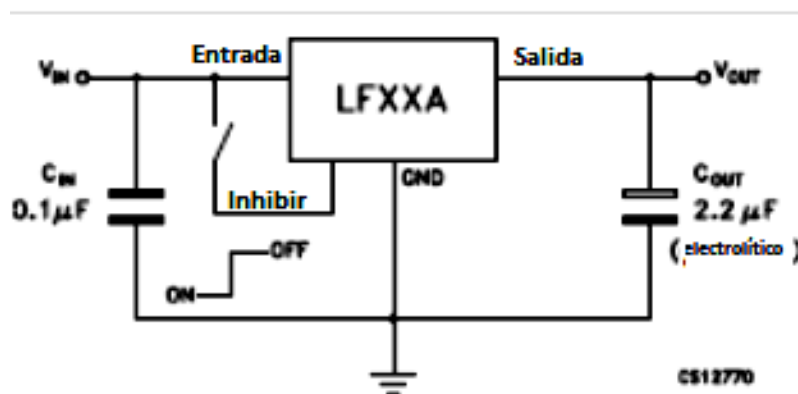 VIN
Entrada
LFXXA
Salida
VOUT
CIN
0.1µF
Inhibir
GND
COUT
2.2 µF
(electrolítico)
OFF
ON
CS12770